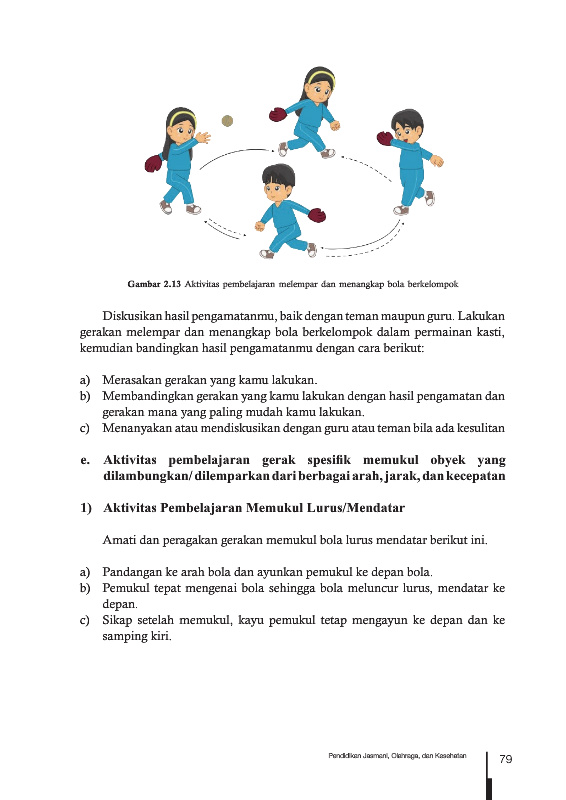 Gambar 2.13 Aktivitas pembelajaran melempar dan menangkap bola berkelompok
Diskusikan hasil pengamatanmu, baik dengan teman maupun guru. Lakukan
gerakan melempar dan menangkap bola berkelompok dalam permainan kasti,
kemudian bandingkan hasil pengamatanmu dengan cara berikut:
a) Merasakan gerakan yang kamu lakukan.
b) Membandingkan gerakan yang kamu lakukan dengan hasil pengamatan dan
gerakan mana yang paling mudah kamu lakukan.
c) Menanyakan atau mendiskusikan dengan guru atau teman bila ada kesulitan
e. Aktivitas pembelajaran gerak spesifik memukul obyek yang
dilambungkan/ dilemparkan dari berbagai arah, jarak, dan kecepatan
1) Aktivitas Pembelajaran Memukul Lurus/Mendatar
Amati dan peragakan gerakan memukul bola lurus mendatar berikut ini.
a) Pandangan ke arah bola dan ayunkan pemukul ke depan bola.
b) Pemukul tepat mengenai bola sehingga bola meluncur lurus, mendatar ke
depan.
c) Sikap setelah memukul, kayu pemukul tetap mengayun ke depan dan ke
samping kiri.
Pendidikan Jasmani, Olahraga, dan Kesehatan 79